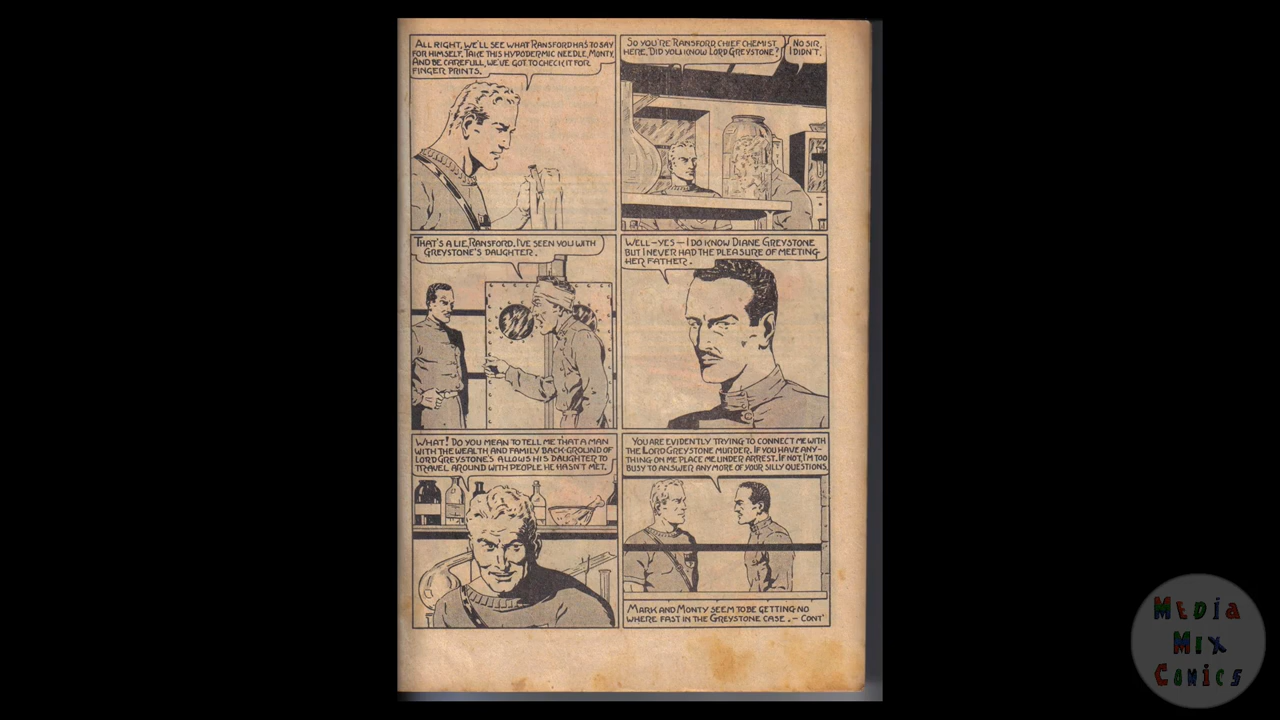 ALL RIGHT, WE'LL SEE WHAT RANSFORD HAS TO SAY
FOR HIMSELF. TAKE THIS HYPODERMIC NEEDLE, MONTY.
AND BE CAREFULL, WE'VE GOT TO CHECK IT FOR
FINGER PRINTS.
SO YOU'RE RANSFORD, CHIEF CHEMIST
HERE. DID YOU KNOW LORD GREYSTONE?
NO SIR,
I DIDN'T.
THAT'S A LIE, RANSFORD. I'VE SEEN YOU WITH
GREYSTONE'S DAUGHTER.
WELL - YES - I DO KNOW DIANE GREYSTONE
BUT I NEVER HAD THE PLEASURE OF MEETING
HER FATHER.
WHAT! DO YOU MEAN TO TELL ME THAT A MAN
WITH THE WEALTH AND FAMILY BACK-GROUND OF
LORD GREYSTONE'S ALLOWS HIS DAUGHTER TO
TRAVEL AROUND WITH PEOPLE HE HASN'T MET.
YOU ARE EVIDENTLY TRYING TO CONNECT ME WITH
THE LORD GREYSTONE MURDER. IF YOU HAVE ANY-
THING ON ME PLACE ME UNDER ARREST. IF NOT, I'M TOO
BUSY TO ANSWER ANY MORE OF YOUR SILLY QUESTIONS.
MARK AND MONTY SEEM TO BE GETTING NO
WHERE FAST IN THE GREYSTONE CASE. - CONT'
MEDiA
MiX
COMiCS